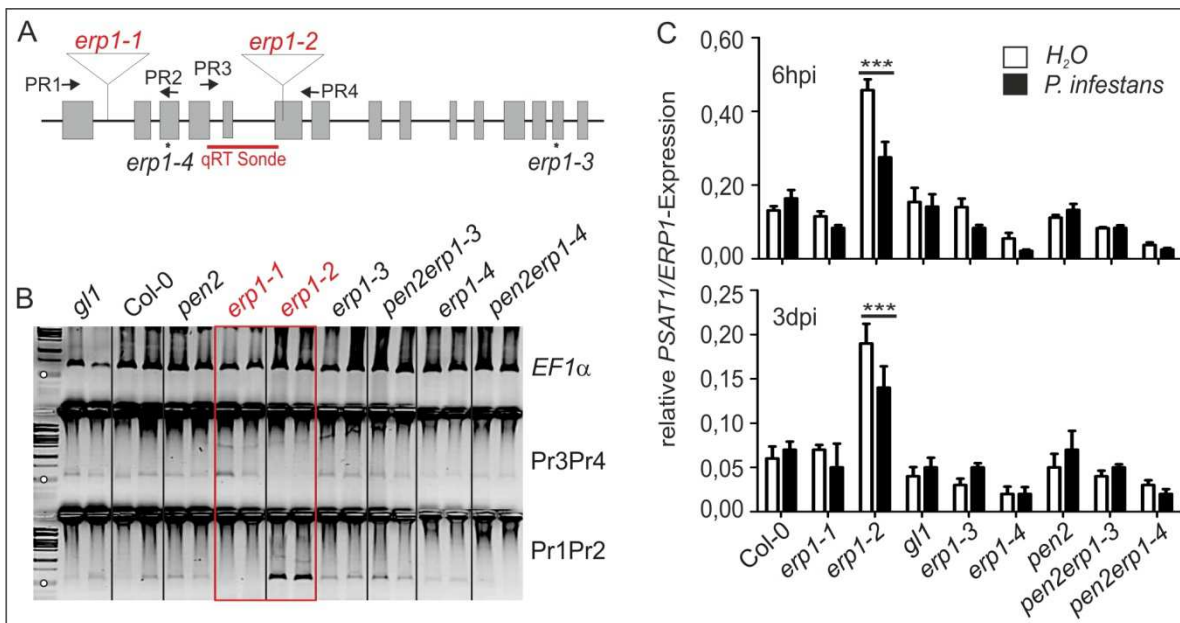 A
erp1-1
erp1-2
PR1
PR2
PR3
PR4
erp1-4
qRT Sonde
erp1-3
*
*
B
gl1
Col-0
pen2
erp1-1
erp1-2
erp1-3
pen2erp1-3
erp1-4
pen2erp1-4
EF1α
Pr3Pr4
Pr1Pr2
C
relative PSAT1/ERP1-Expression
0,60
6hpi
***
H₂O
P. infestans
0,40
0,20
0,00
0,25
3dpi
***
0,20
0,15
0,10
0,05
0,00
Col-0
erp1-1
erp1-2
gl1
erp1-3
erp1-4
pen2
pen2erp1-3
pen2erp1-4